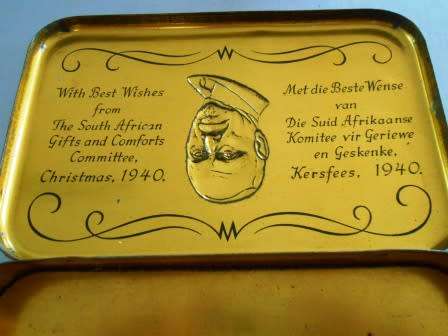 With Best Wishes
from
The South African
Gifts and Comforts
Committee,
Christmas, 1940.
Met die Beste Wense
van
Die Suid Afrikaanse
Komitee vir Geriewe
en Geskenke,
Kersfees, 1940.